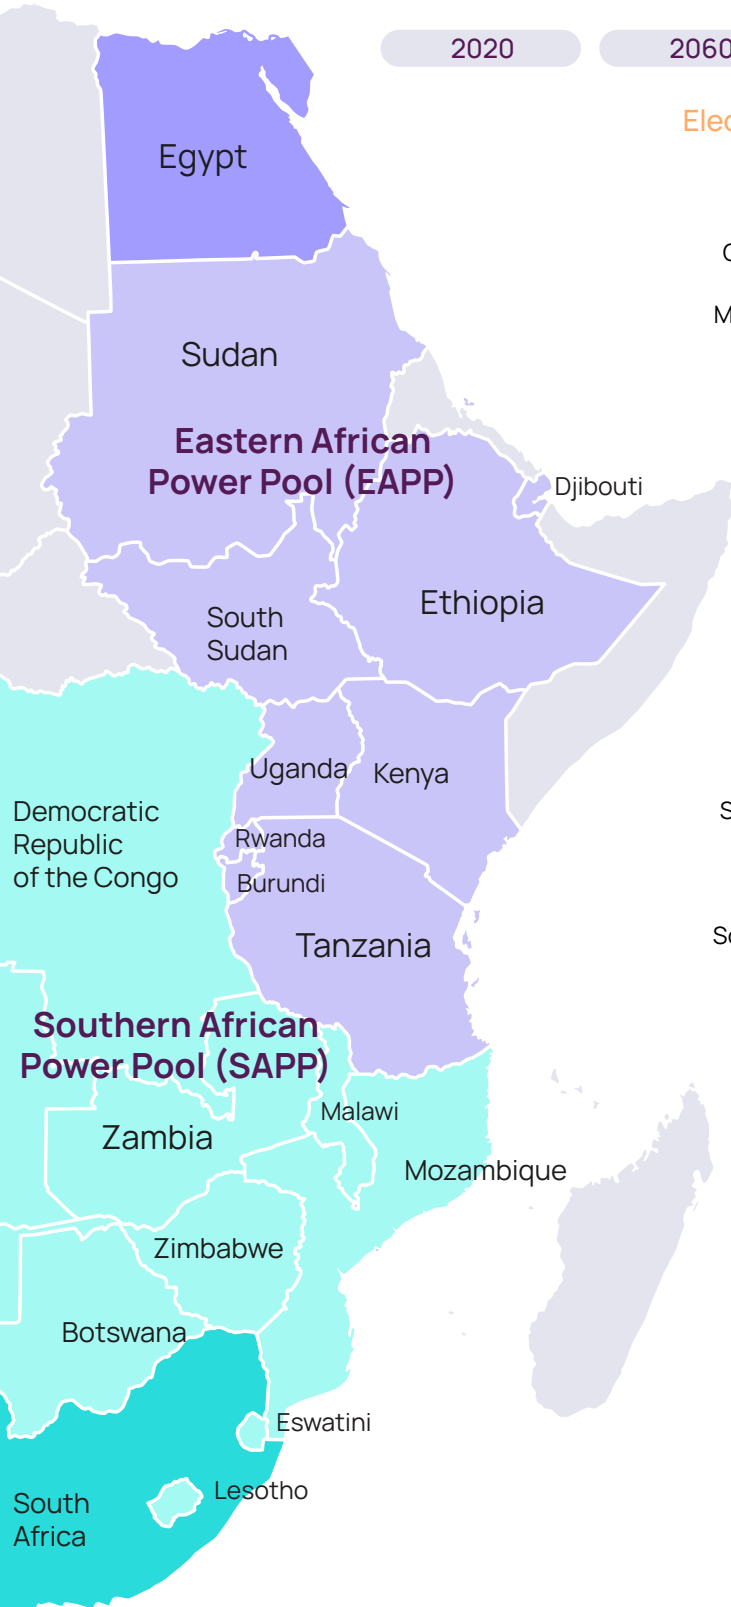 2020
2060
Egypt
Sudan
Eastern African
Power Pool (EAPP)
Djibouti
Ethiopia
South
Sudan
Uganda
Kenya
Democratic
Republic
of the Congo
Rwanda
Burundi
Tanzania
Southern African
Power Pool (SAPP)
Malawi
Zambia
Mozambique
Zimbabwe
Botswana
Eswatini
Lesotho
South
Africa